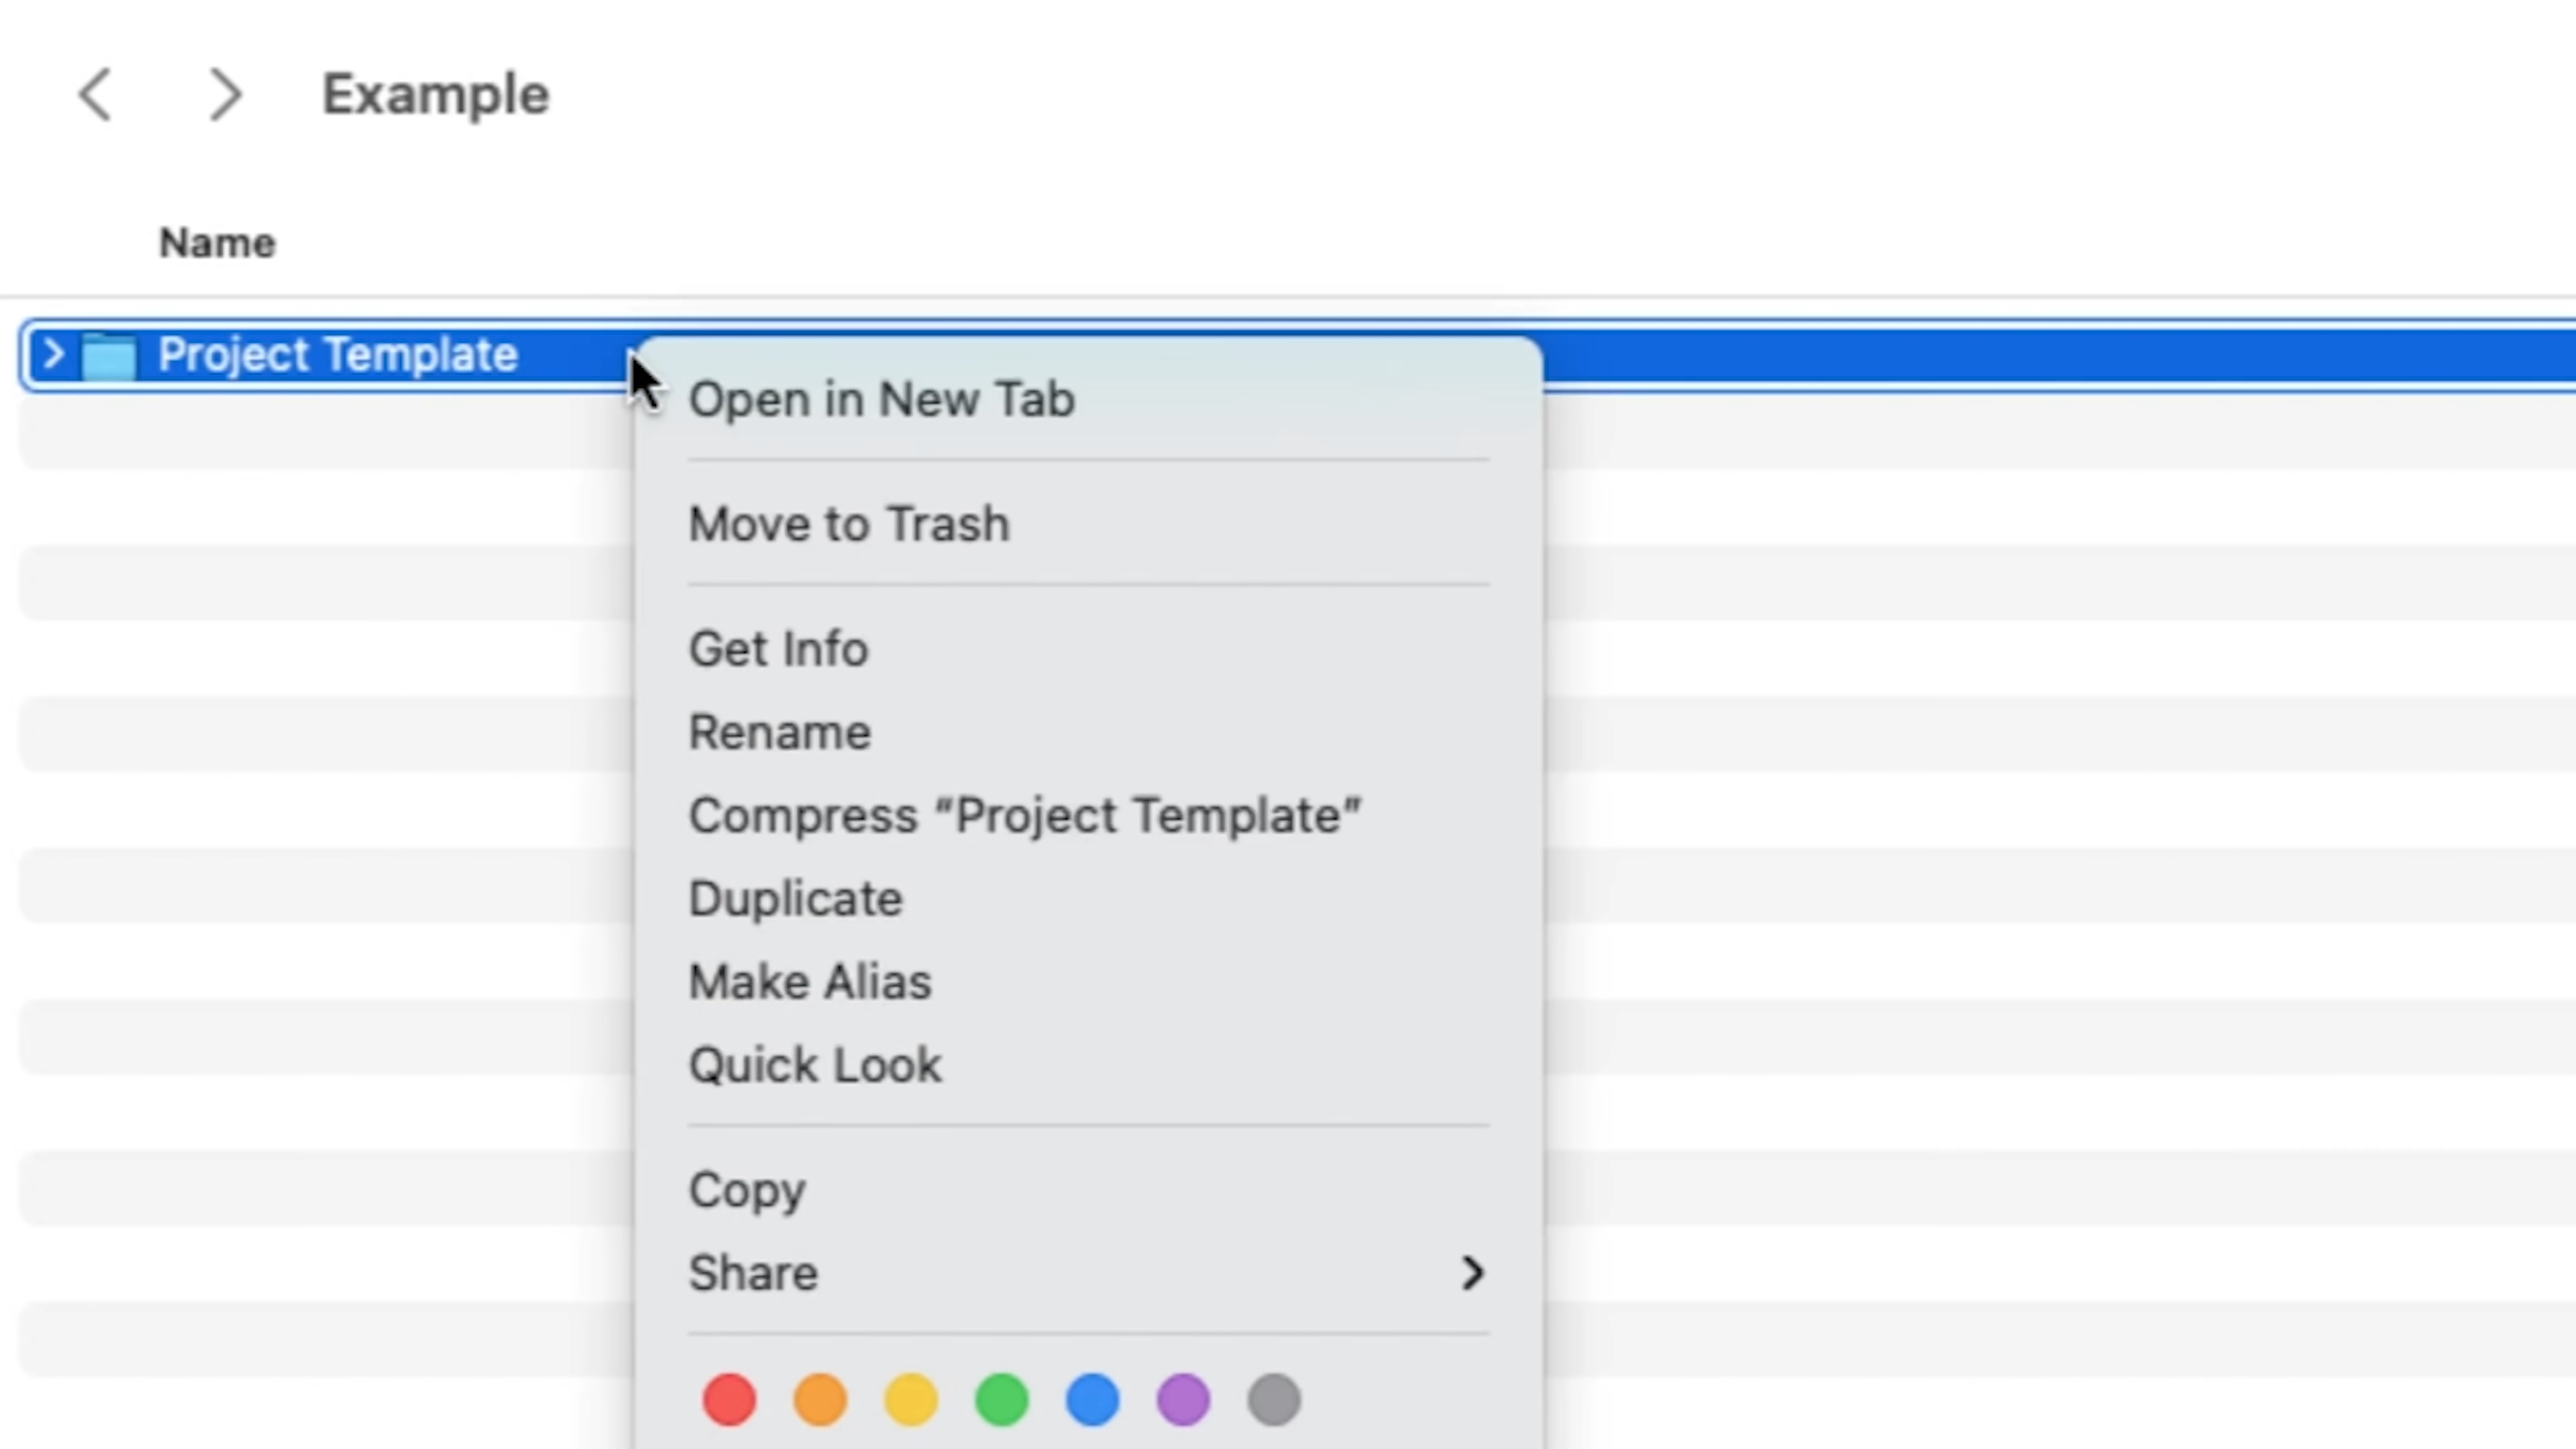 Example
Name
Project Template
Open in New Tab
Move to Trash
Get Info
Rename
Compress “Project Template”
Duplicate
Make Alias
Quick Look
Copy
Share